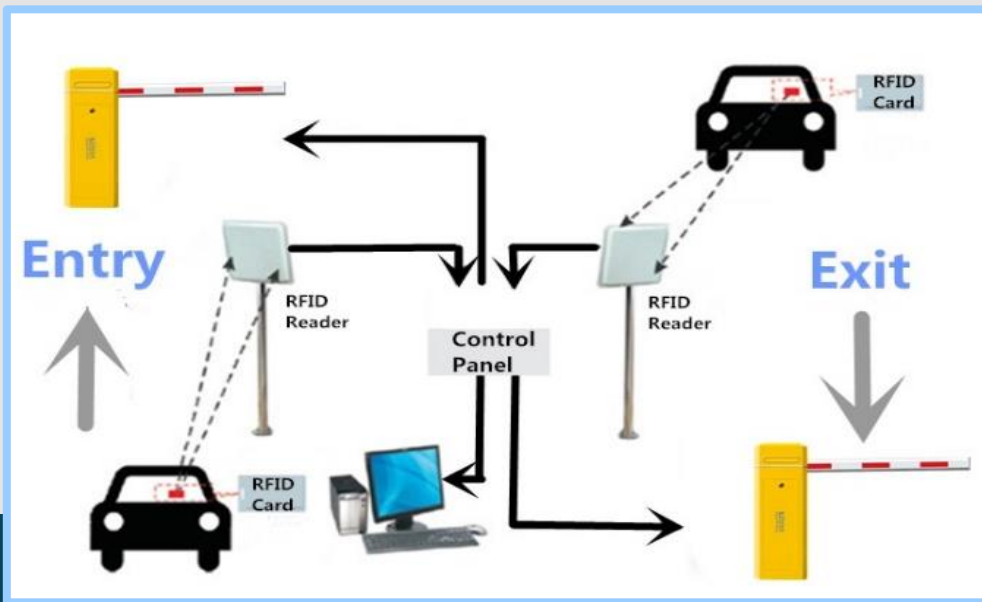 RFID
Card
Entry
RFID
Reader
RFID
Reader
Exit
Control
Panel
RFID
Card